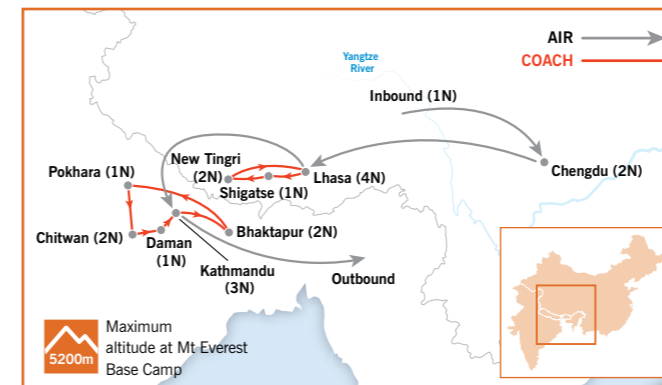 AIR
COACH
Yangtze
River
Inbound (1N)
Chengdu (2N)
New Tingri
(2N)
Shigatse (1N)
Lhasa (4N)
Pokhara (1N)
Chitwan (2N)
Daman
(1N)
Bhaktapur (2N)
Kathmandu
(3N)
Outbound
5200m
Maximum
altitude at Mt Everest
Base Camp